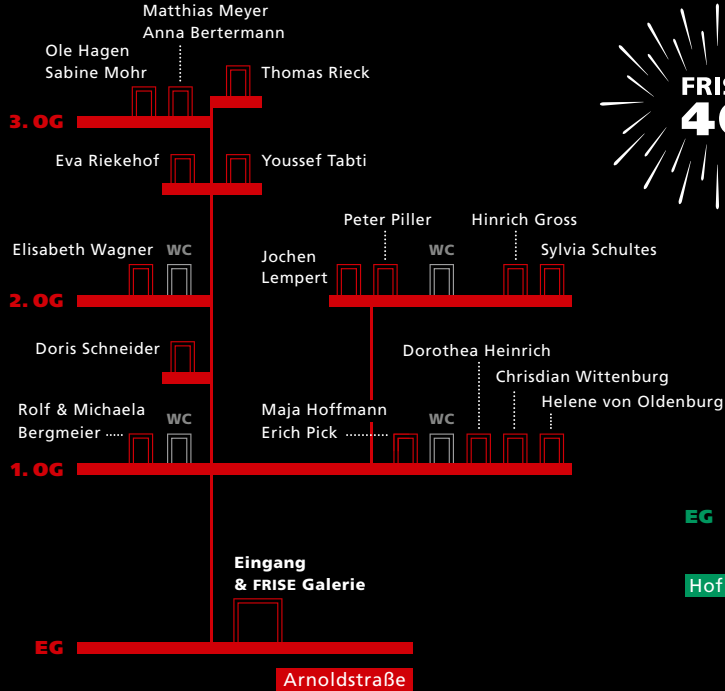 Matthias Meyer
Anna Bertermann
Ole Hagen
Sabine Mohr
Thomas Rieck
3. OG
Eva Riekehof
Youssef Tabti
Peter Piller
Hinrich Gross
Elisabeth Wagner
WC
Jochen
Lempert
WC
Sylvia Schultes
2. OG
Doris Schneider
Dorothea Heinrich
Chrisdian Wittenburg
Helene von Oldenburg
Rolf & Michaela
Bergmeier
WC
Maja Hoffmann
Erich Pick
WC
1. OG
Eingang
& FRISE Galerie
EG
Arnoldstraße
EG
Hof